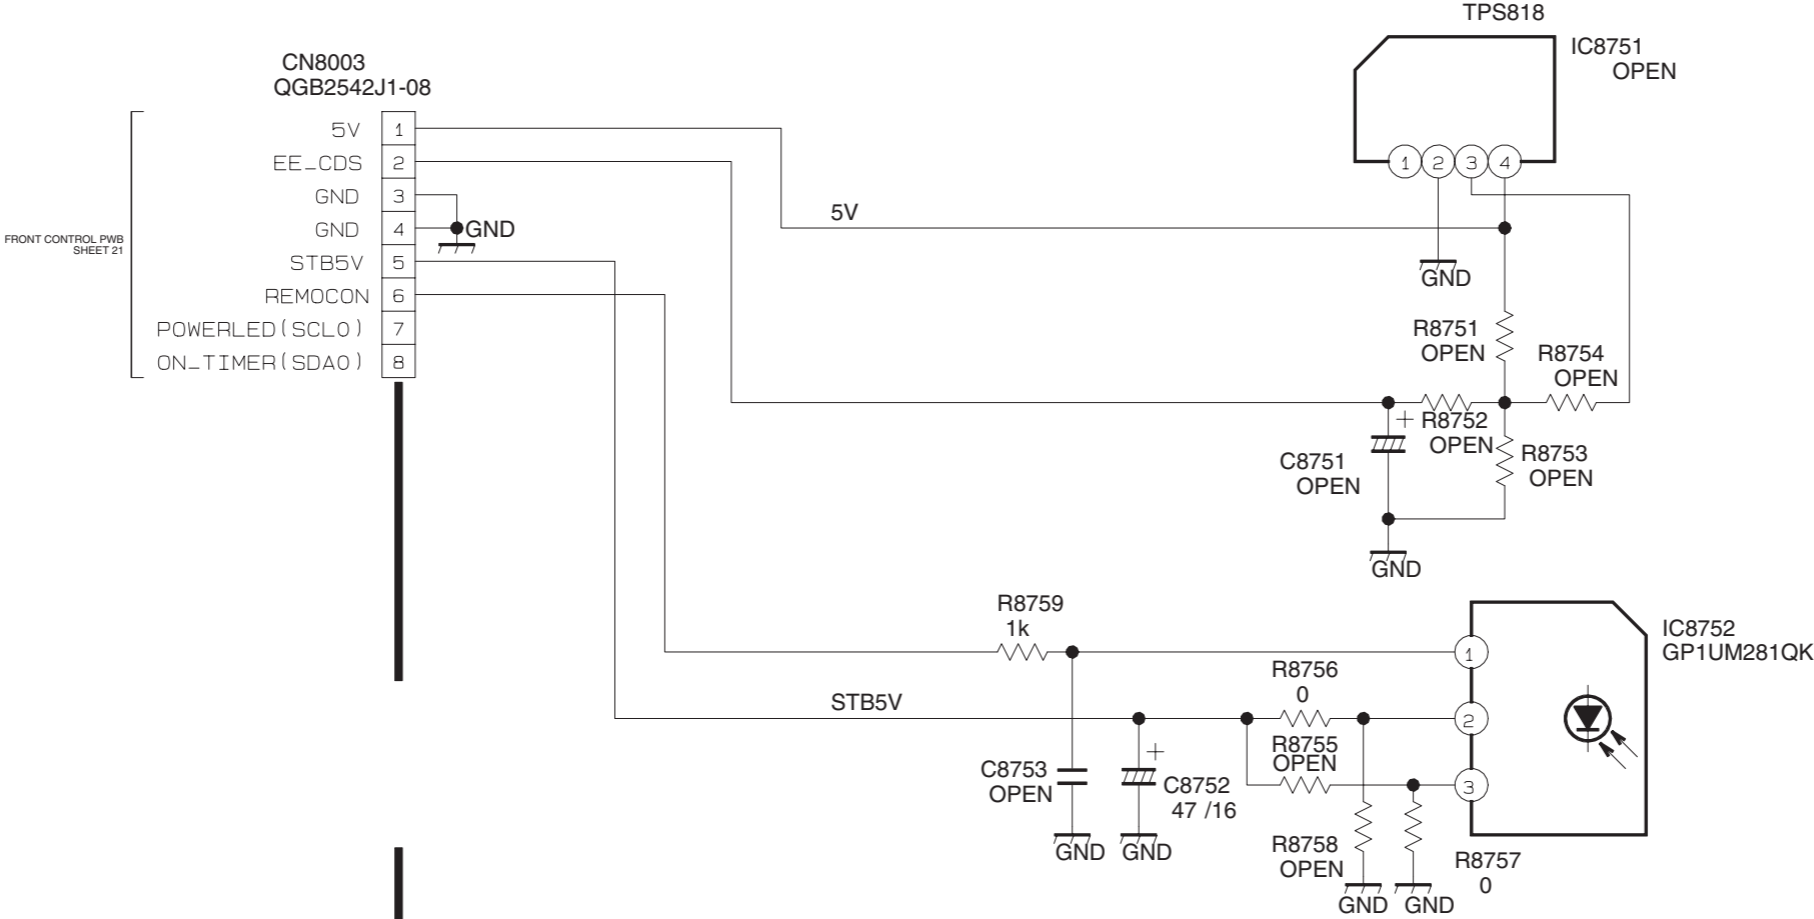 TPS818
IC8751
OPEN
1 2 3 4
CN8003
QGB2542J1-08
5V 1
EE_CDS 2
GND 3
GND 4
STB5V 5
REMOCON 6
POWERLED(SCL0) 7
ON_TIMER(SDA0) 8
FRONT CONTROL PWB
SHEET 21
GND
5V
GND
R8751
OPEN
R8754
OPEN
R8752
OPEN
R8753
OPEN
+
C8751
OPEN
GND
R8759
1k
IC8752
GP1UM281QK
1
2
3
R8756
0
STB5V
R8755
OPEN
C8753
OPEN
+
C8752
47 /16
GND
GND
R8758
OPEN
R8757
0
GND
GND